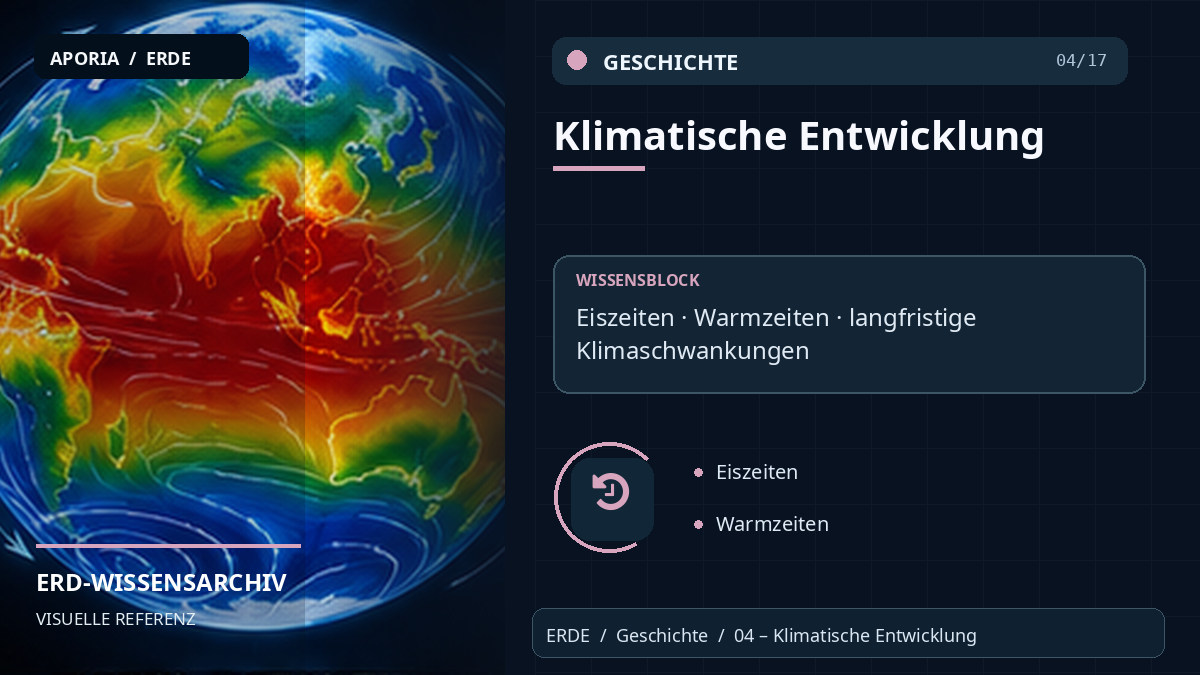 APORIA / ERDE
ERD-WISSENSARCHIV
VISUELLE REFERENZ
GESCHICHTE
04/17
Klimatische Entwicklung
WISSENSBLOCK
Eiszeiten · Warmzeiten · langfristige
Klimaschwankungen
Eiszeiten
Warmzeiten
ERDE / Geschichte / 04 – Klimatische Entwicklung